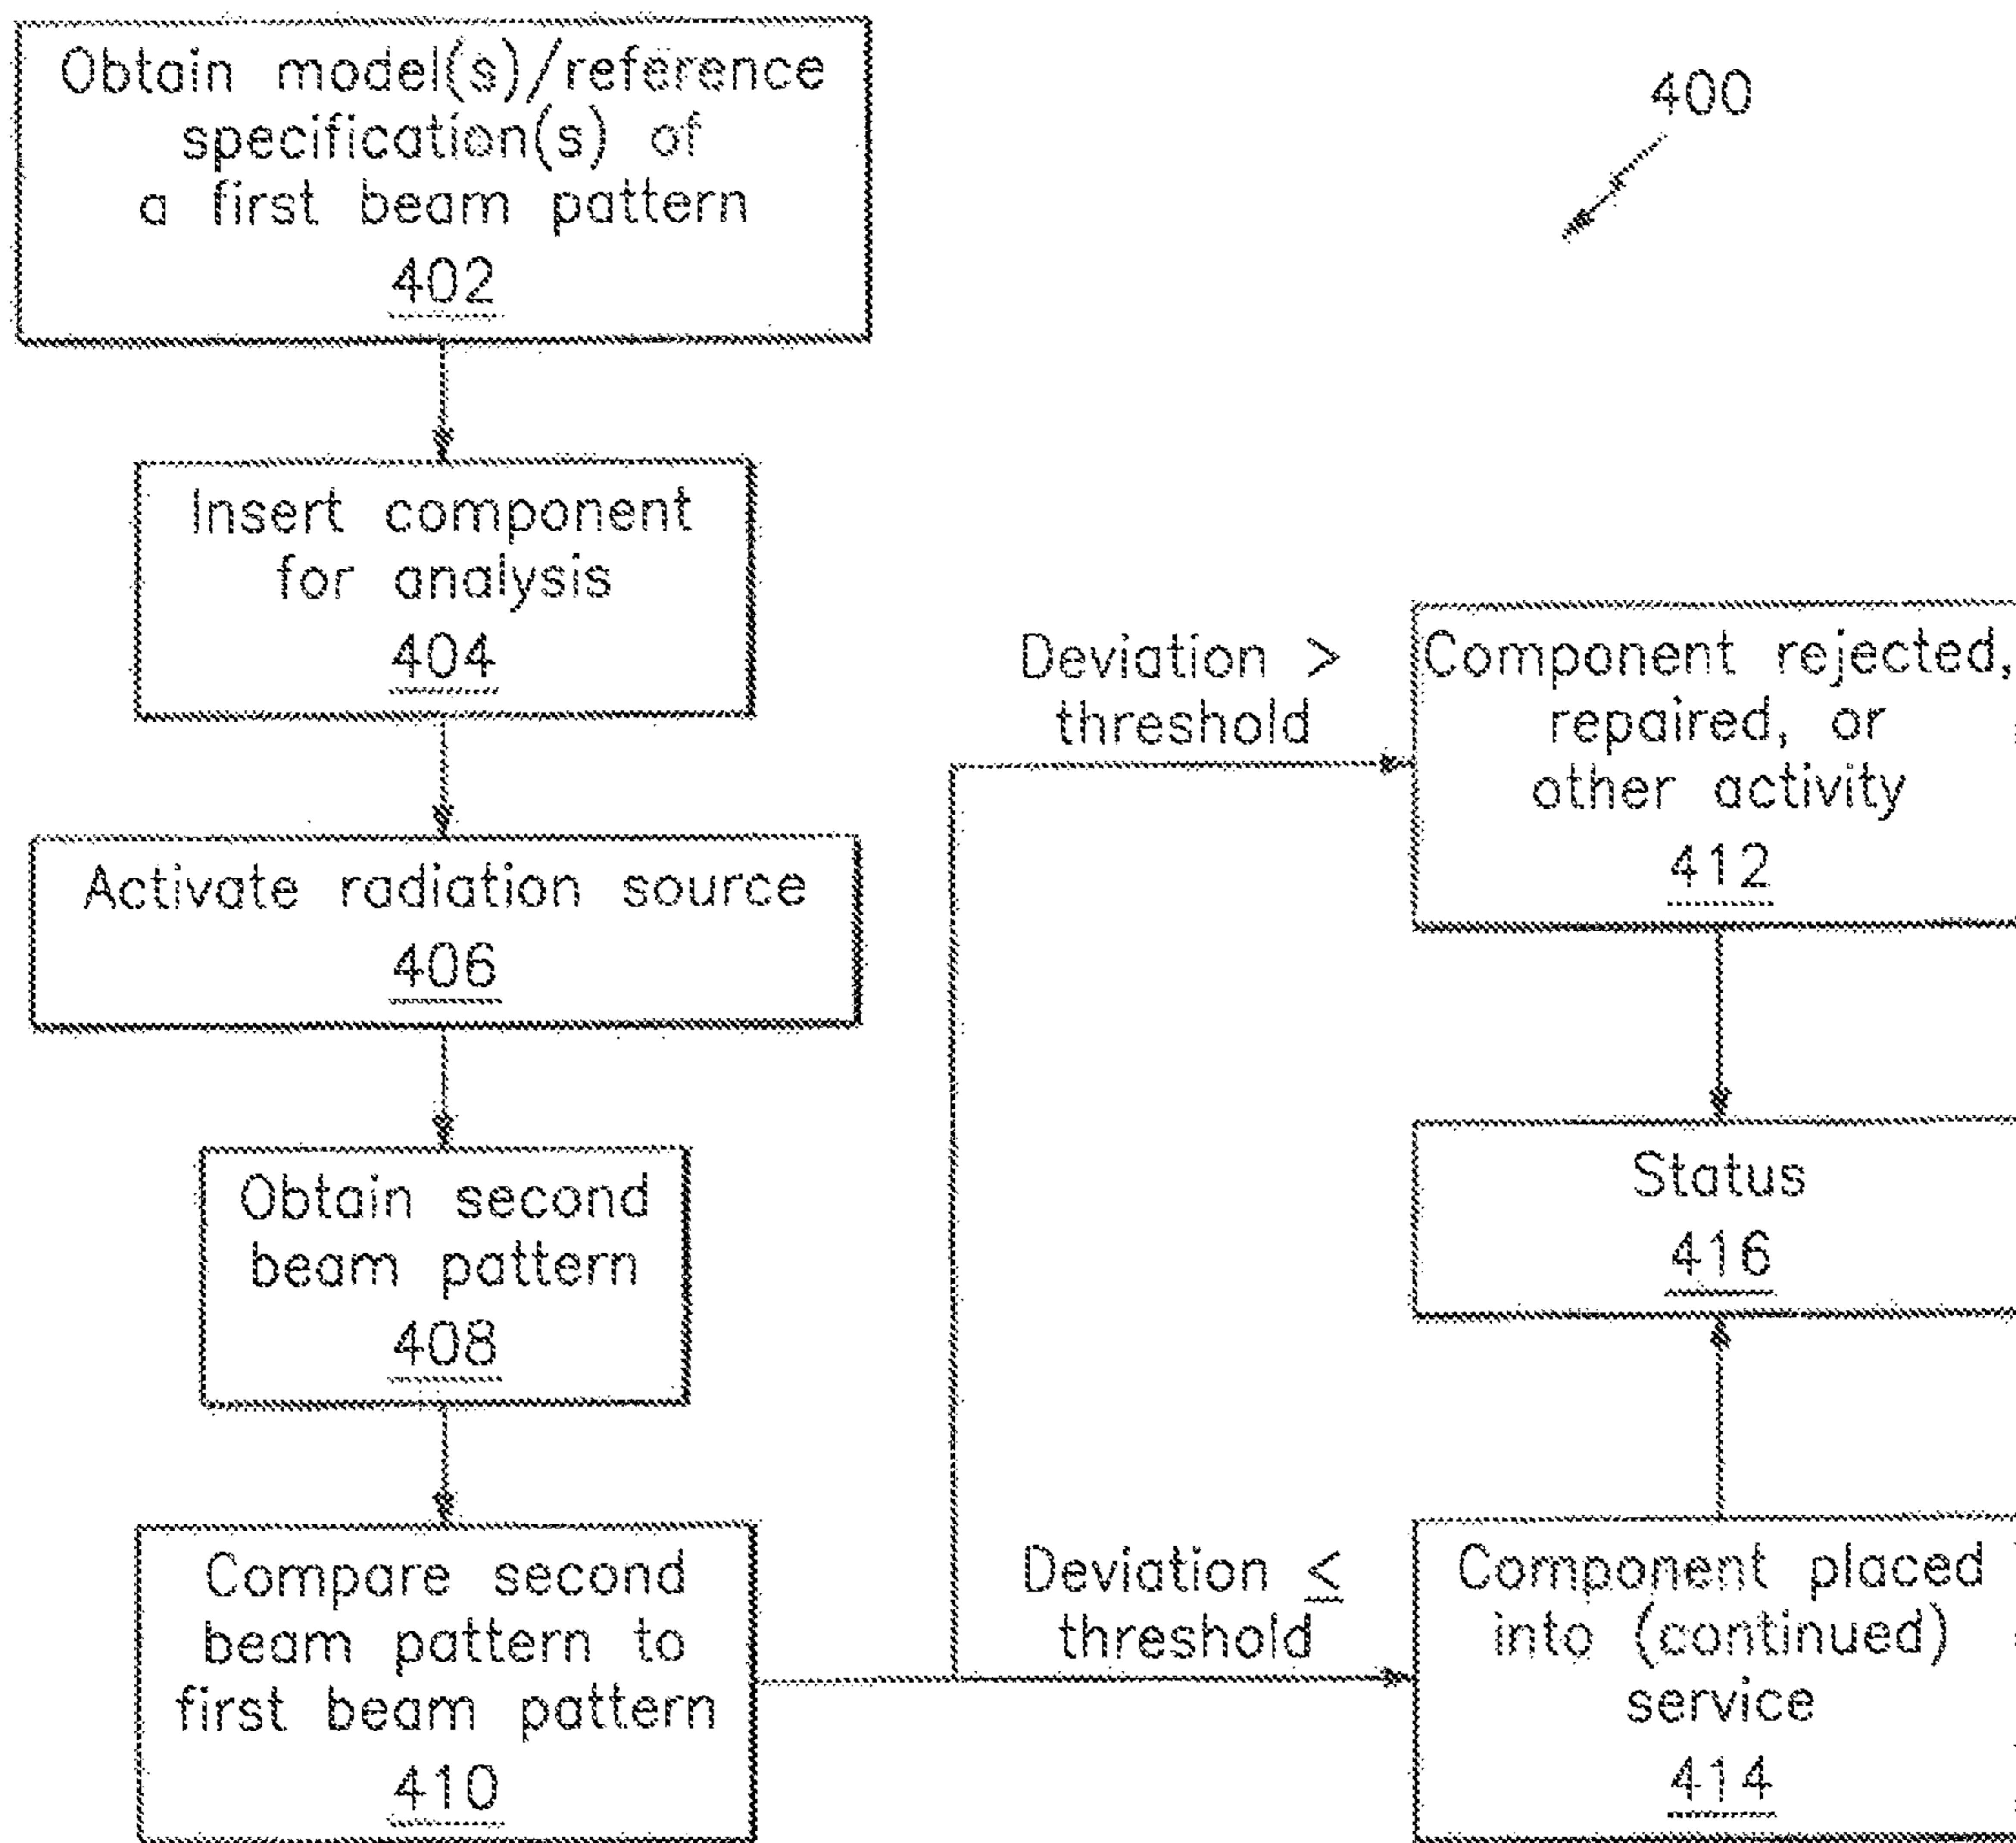 Obtain model(s)/reference
specification(s) of
a first beam pattern
402
400
Insert component
for analysis
404
Activate radiation source
406
Obtain second
beam pattern
408
Compare second
beam pattern to
first beam pattern
410
Deviation >
threshold
Component rejected,
repaired, or
other activity
412
Status
416
Deviation ≤
threshold
Component placed
into (continued)
service
414